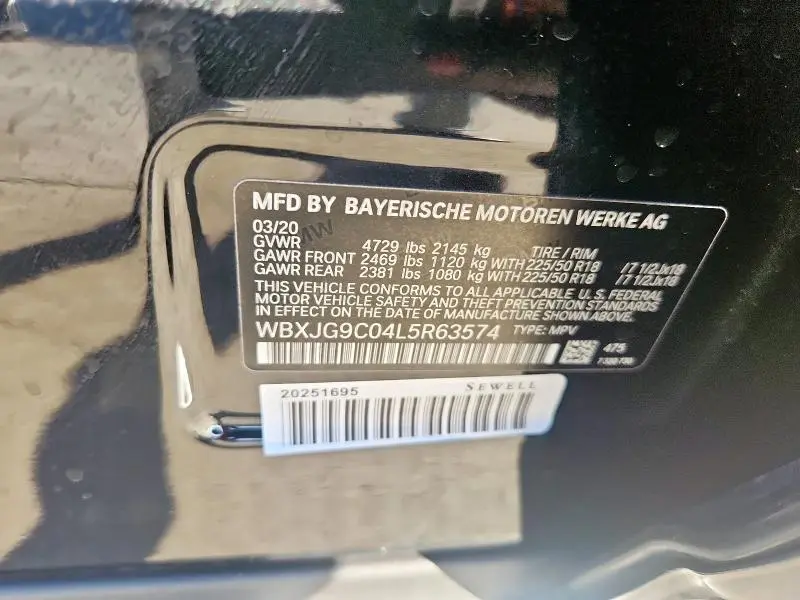 MFD BY BAYERISCHE MOTOREN WERKE AG
03/20
GVWR 4729 lbs 2145 kg TIRE / RIM
GAWR FRONT 2469 lbs 1120 kg WITH 225/50 R18 /7 1/2Jx18
GAWR REAR 2381 lbs 1080 kg WITH 225/50 R18 /7 1/2Jx18
THIS VEHICLE CONFORMS TO ALL APPLICABLE U. S. FEDERAL
MOTOR VEHICLE SAFETY AND THEFT PREVENTION STANDARDS
IN EFFECT ON THE DATE OF MANUFACTURE SHOWN ABOVE.
WBXJG9C04L5R63574 TYPE: MPV
475
20251695 SEWELL